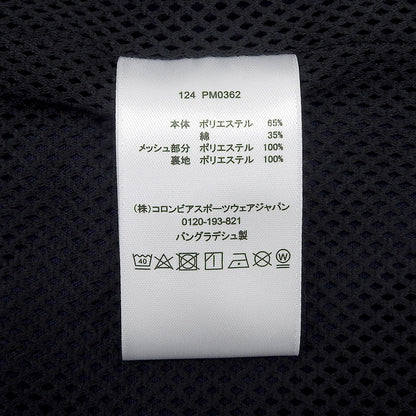 124 PM0362
本体 ポリエステル 65%
綿 35%
メッシュ部分 ポリエステル 100%
裏地 ポリエステル 100%
(株)コロンビアスポーツウェアジャパン
0120-193-821
バングラデシュ製
40 W